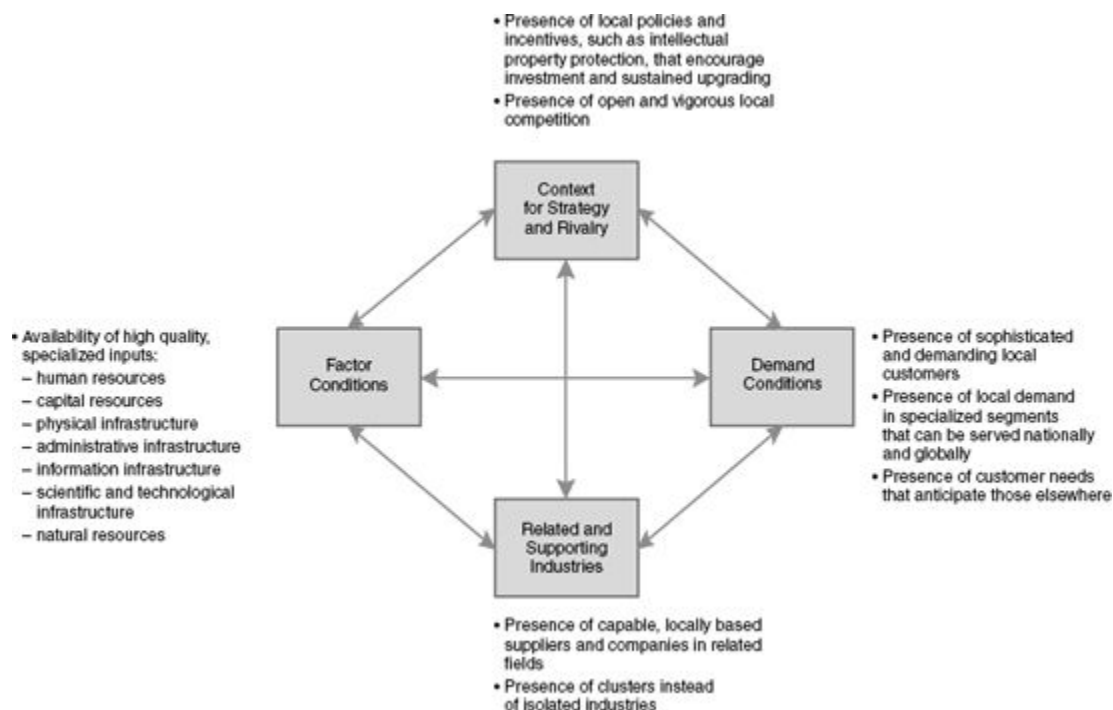 • Presence of local policies and
incentives, such as intellectual
property protection, that encourage
investment and sustained upgrading
• Presence of open and vigorous local
competition
Context
for Strategy
and Rivalry
• Availability of high quality,
specialized inputs:
– human resources
– capital resources
– physical infrastructure
– administrative infrastructure
– information infrastructure
– scientific and technological
infrastructure
– natural resources
Factor
Conditions
Demand
Conditions
• Presence of sophisticated
and demanding local
customers
• Presence of local demand
in specialized segments
that can be served nationally
and globally
• Presence of customer needs
that anticipate those elsewhere
Related and
Supporting
Industries
• Presence of capable, locally based
suppliers and companies in related
fields
• Presence of clusters instead
of isolated industries